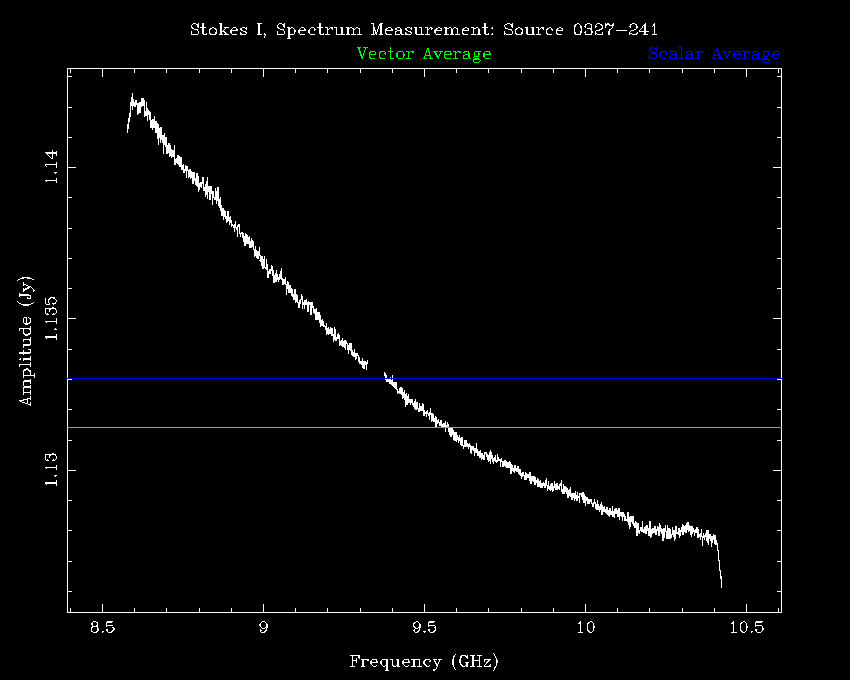 Stokes I, Spectrum Measurement: Source 0327-241
Vector Average Scalar Average
1.14
1.135
1.13
Amplitude (Jy)
8.5 9 9.5 10 10.5
Frequency (GHz)